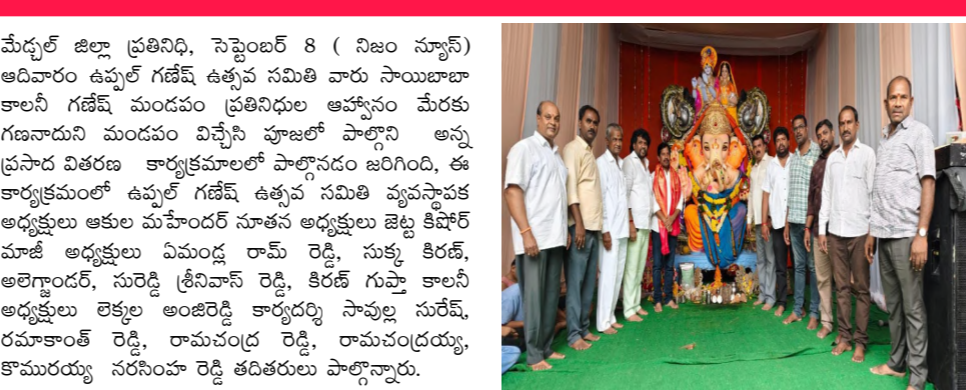 మేడ్చల్ జిల్లా ప్రతినిధి, సెప్టెంబర్ 8 ( నిజం న్యూస్)
ఆదివారం ఉప్పల్ గణేష్ ఉత్సవ సమితి వారు సాయిబాబా
కాలనీ గణేష్ మండపం ప్రతినిధుల ఆహ్వానం మేరకు
గణనాదుని మండపం విచ్చేసి పూజలో పాల్గొని అన్న
ప్రసాద వితరణ కార్యక్రమాలలో పాల్గొనడం జరిగింది, ఈ
కార్యక్రమంలో ఉప్పల్ గణేష్ ఉత్సవ సమితి వ్యవస్థాపక
అధ్యక్షులు ఆకుల మహేందర్ నూతన అధ్యక్షులు జెట్ట కిషోర్
మాజీ అధ్యక్షులు ఏమండ్ల రామ్ రెడ్డి, సుక్క కిరణ్,
అలెగ్జాండర్, సురెడ్డి శ్రీనివాస్ రెడ్డి, కిరణ్ గుప్తా కాలనీ
అధ్యక్షులు లెక్కల అంజిరెడ్డి కార్యదర్శి సావుల్ల సురేష్,
రమాకాంత్ రెడ్డి, రామచంద్ర రెడ్డి, రామచంద్రయ్య,
కొమురయ్య నరసింహ రెడ్డి తదితరులు పాల్గొన్నారు.